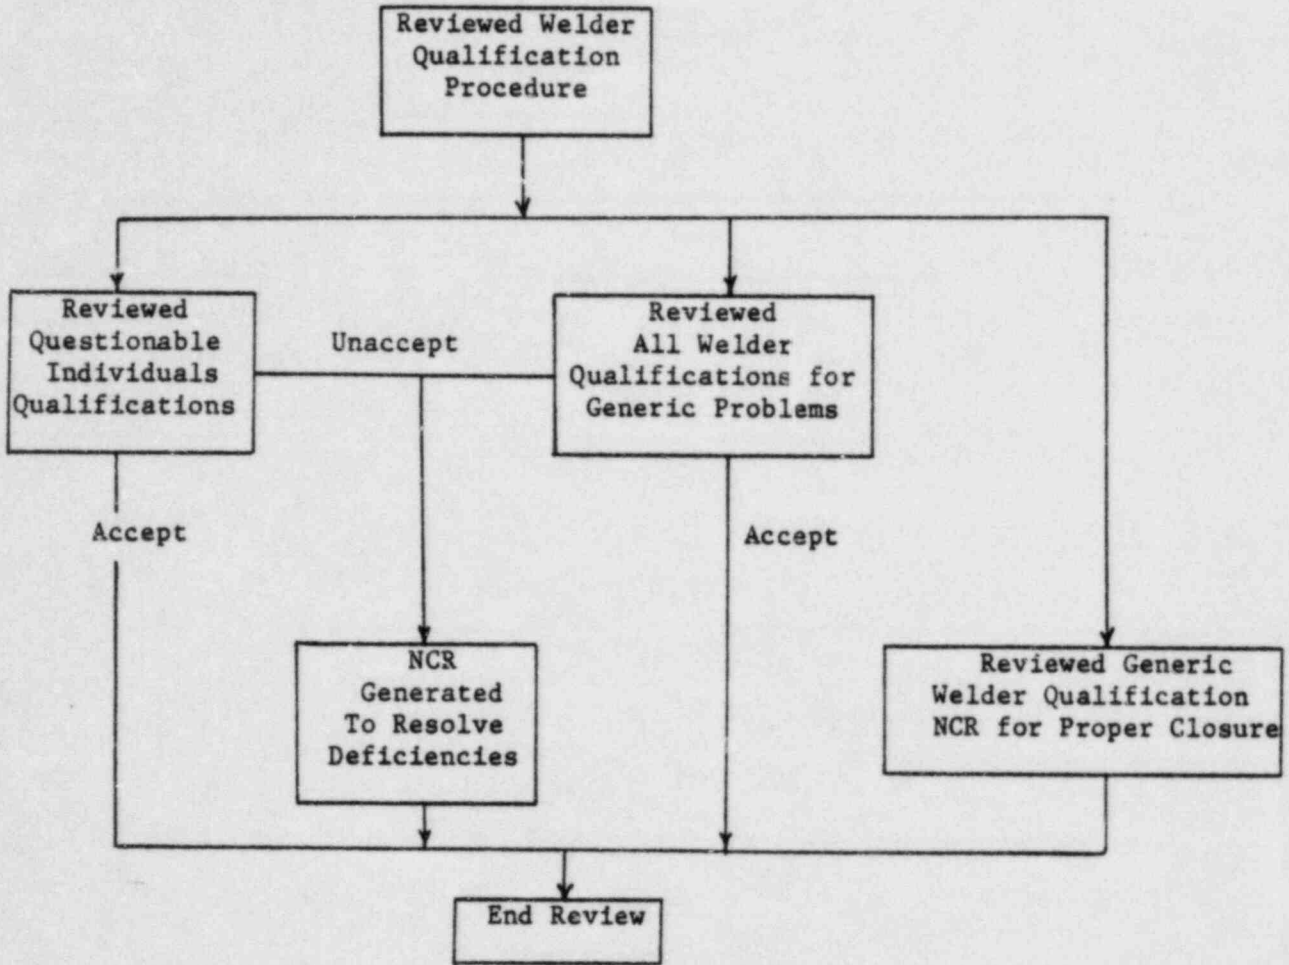 Reviewed Welder
Qualification
Procedure
Reviewed
Questionable
Individuals
Qualifications
Unaccept
Reviewed
All Welder
Qualifications for
Generic Problems
Accept
Accept
NCR
Generated
To Resolve
Deficiencies
Reviewed Generic
Welder Qualification
NCR for Proper Closure
End Review